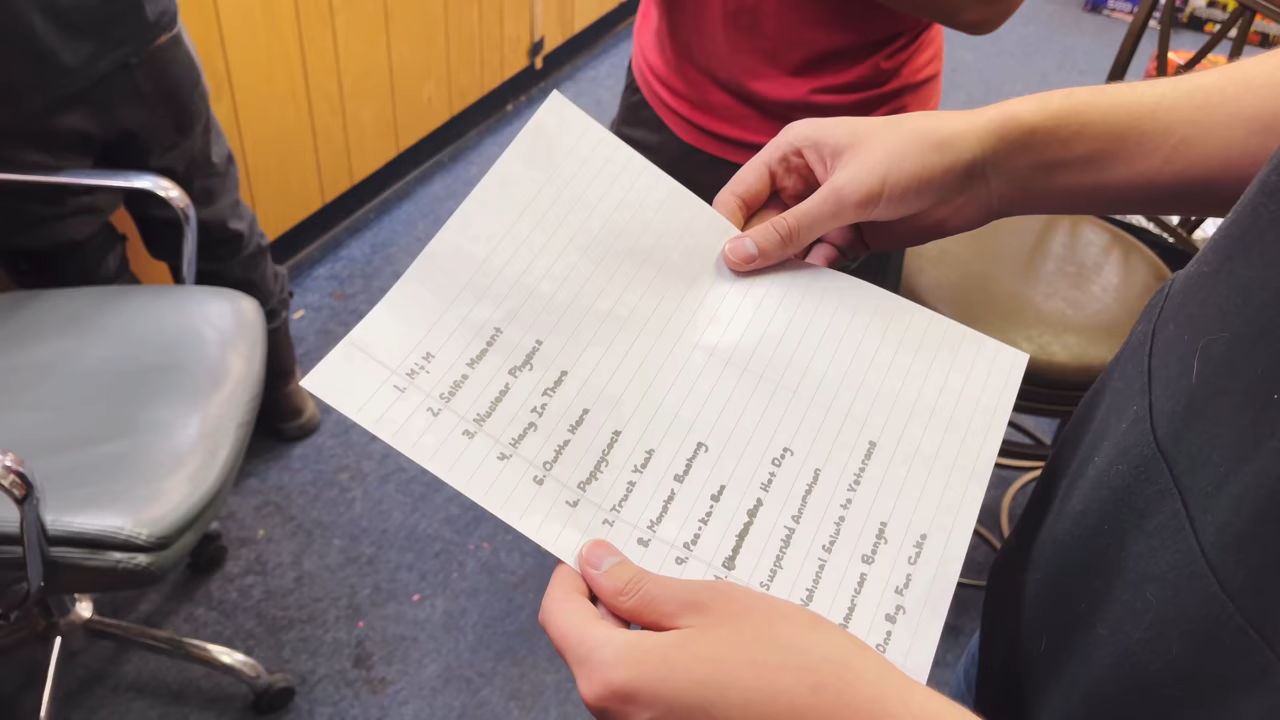 1. M&M
2. Selfie Moment
3. Nuclear Physics
4. Hang In There
5. Outta Here
6. Poppycock
7. Truck Yeah
8. Monster Bashing
9. Pee-ka-Boo
Hot Dog
Suspended Animation
National Salute to Veterans
American Bongos
One Big Fan Cake